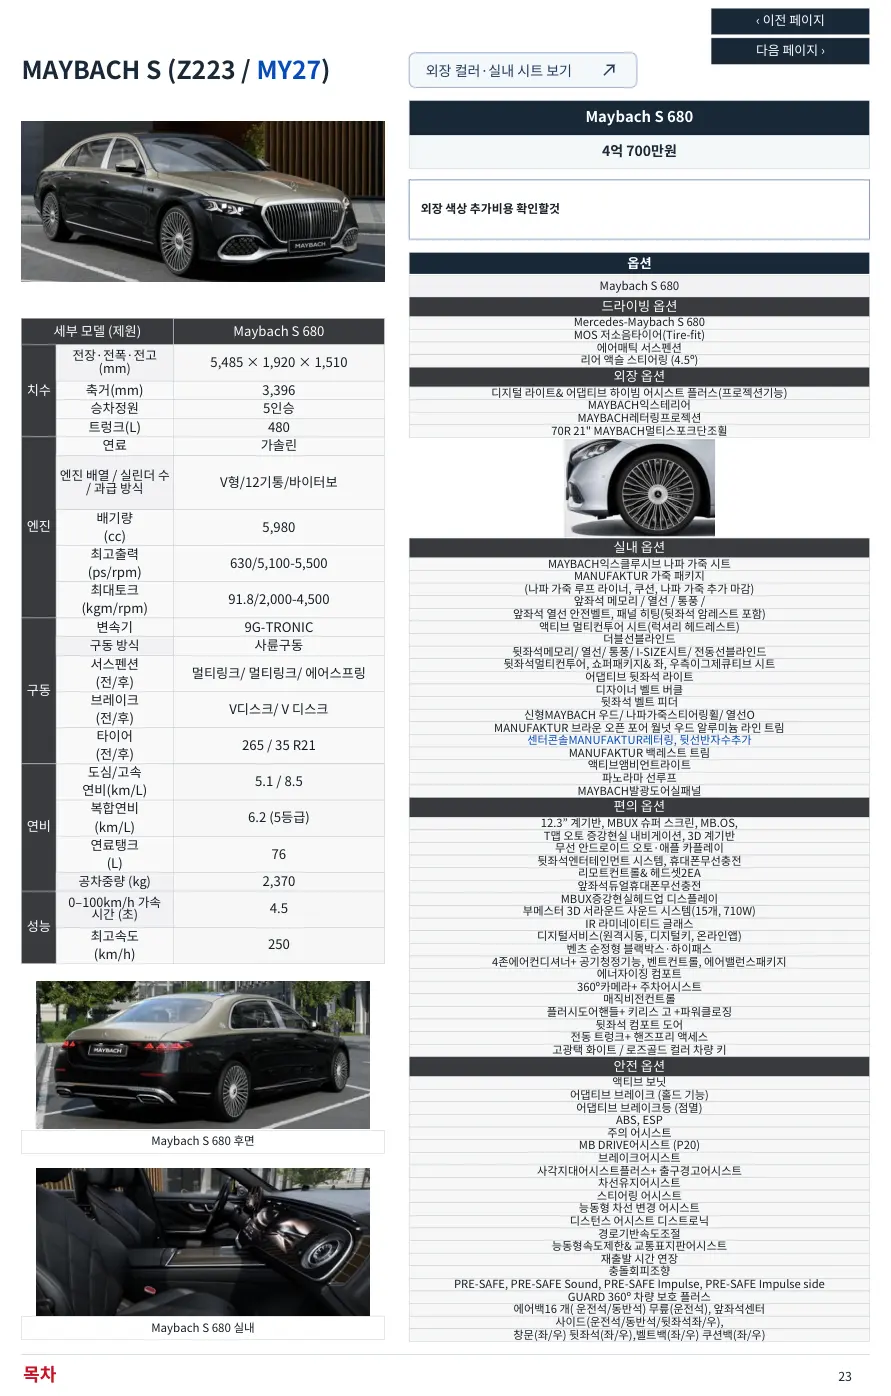 ‹ 이전 페이지
다음 페이지 ›
MAYBACH S (Z223 / MY27)
외장 컬러·실내 시트 보기 ↗
Maybach S 680
4억 700만원
외장 색상 추가비용 확인할것
MAYBACH
세부 모델 (제원) Maybach S 680
치수
전장·전폭·전고
(mm)
5,485 × 1,920 × 1,510
축거(mm) 3,396
승차정원 5인승
트렁크(L) 480
엔진
연료 가솔린
엔진 배열 / 실린더 수
/ 과급 방식
V형/12기통/바이터보
배기량
(cc)
5,980
최고출력
(ps/rpm)
630/5,100-5,500
최대토크
(kgm/rpm)
91.8/2,000-4,500
구동
변속기 9G-TRONIC
구동 방식 사륜구동
서스펜션
(전/후)
멀티링크/ 멀티링크/ 에어스프링
브레이크
(전/후)
V디스크/ V 디스크
타이어
(전/후)
265 / 35 R21
연비
도심/고속
연비(km/L)
5.1 / 8.5
복합연비
(km/L)
6.2 (5등급)
연료탱크
(L)
76
공차중량 (kg) 2,370
성능
0–100km/h 가속
시간 (초)
4.5
최고속도
(km/h)
250
MAYBACH
Maybach S 680 후면
Maybach S 680 실내
옵션
Maybach S 680
드라이빙 옵션
Mercedes-Maybach S 680
MOS 저소음타이어(Tire-fit)
에어매틱 서스펜션
리어 액슬 스티어링 (4.5º)
외장 옵션
디지털 라이트& 어댑티브 하이빔 어시스트 플러스(프로젝션기능)
MAYBACH익스테리어
MAYBACH레터링프로젝션
70R 21" MAYBACH멀티스포크단조휠
실내 옵션
MAYBACH익스클루시브 나파 가죽 시트
MANUFAKTUR 가죽 패키지
(나파 가죽 루프 라이너, 쿠션, 나파 가죽 추가 마감)
앞좌석 메모리 / 열선 / 통풍 /
앞좌석 열선 안전벨트, 패널 히팅(뒷좌석 암레스트 포함)
액티브 멀티컨투어 시트(럭셔리 헤드레스트)
더블선블라인드
뒷좌석메모리/ 열선/ 통풍/ I-SIZE시트/ 전동선블라인드
뒷좌석멀티컨투어, 쇼퍼패키지& 좌, 우측이그제큐티브 시트
어댑티브 뒷좌석 라이트
디자이너 벨트 버클
뒷좌석 벨트 피더
신형MAYBACH 우드/ 나파가죽스티어링휠/ 열선O
MANUFAKTUR 브라운 오픈 포어 월넛 우드 알루미늄 라인 트림
센터콘솔MANUFAKTUR레터링, 뒷선반자수추가
MANUFAKTUR 백레스트 트림
액티브앰비언트라이트
파노라마 선루프
MAYBACH발광도어실패널
편의 옵션
12.3” 계기반, MBUX 슈퍼 스크린, MB.OS,
T맵 오토 증강현실 내비게이션, 3D 계기반
무선 안드로이드 오토·애플 카플레이
뒷좌석엔터테인먼트 시스템, 휴대폰무선충전
리모트컨트롤& 헤드셋2EA
앞좌석듀얼휴대폰무선충전
MBUX증강현실헤드업 디스플레이
부메스터 3D 서라운드 사운드 시스템(15개, 710W)
IR 라미네이티드 글래스
디지털서비스(원격시동, 디지털키, 온라인앱)
벤츠 순정형 블랙박스·하이패스
4존에어컨디셔너+ 공기청정기능, 벤트컨트롤, 에어밸런스패키지
에너자이징 컴포트
360º카메라+ 주차어시스트
매직비전컨트롤
플러시도어핸들+ 키리스 고 +파워클로징
뒷좌석 컴포트 도어
전동 트렁크+ 핸즈프리 액세스
고광택 화이트 / 로즈골드 컬러 차량 키
안전 옵션
액티브 보닛
어댑티브 브레이크 (홀드 기능)
어댑티브 브레이크등 (점멸)
ABS, ESP
주의 어시스트
MB DRIVE어시스트 (P20)
브레이크어시스트
사각지대어시스트플러스+ 출구경고어시스트
차선유지어시스트
스티어링 어시스트
능동형 차선 변경 어시스트
디스턴스 어시스트 디스트로닉
경로기반속도조절
능동형속도제한& 교통표지판어시스트
재출발 시간 연장
충돌회피조향
PRE-SAFE, PRE-SAFE Sound, PRE-SAFE Impulse, PRE-SAFE Impulse side
GUARD 360º 차량 보호 플러스
에어백16 개( 운전석/동반석) 무릎(운전석), 앞좌석센터
사이드(운전석/동반석/뒷좌석좌/우),
창문(좌/우) 뒷좌석(좌/우),벨트백(좌/우) 쿠션백(좌/우)
목차
23